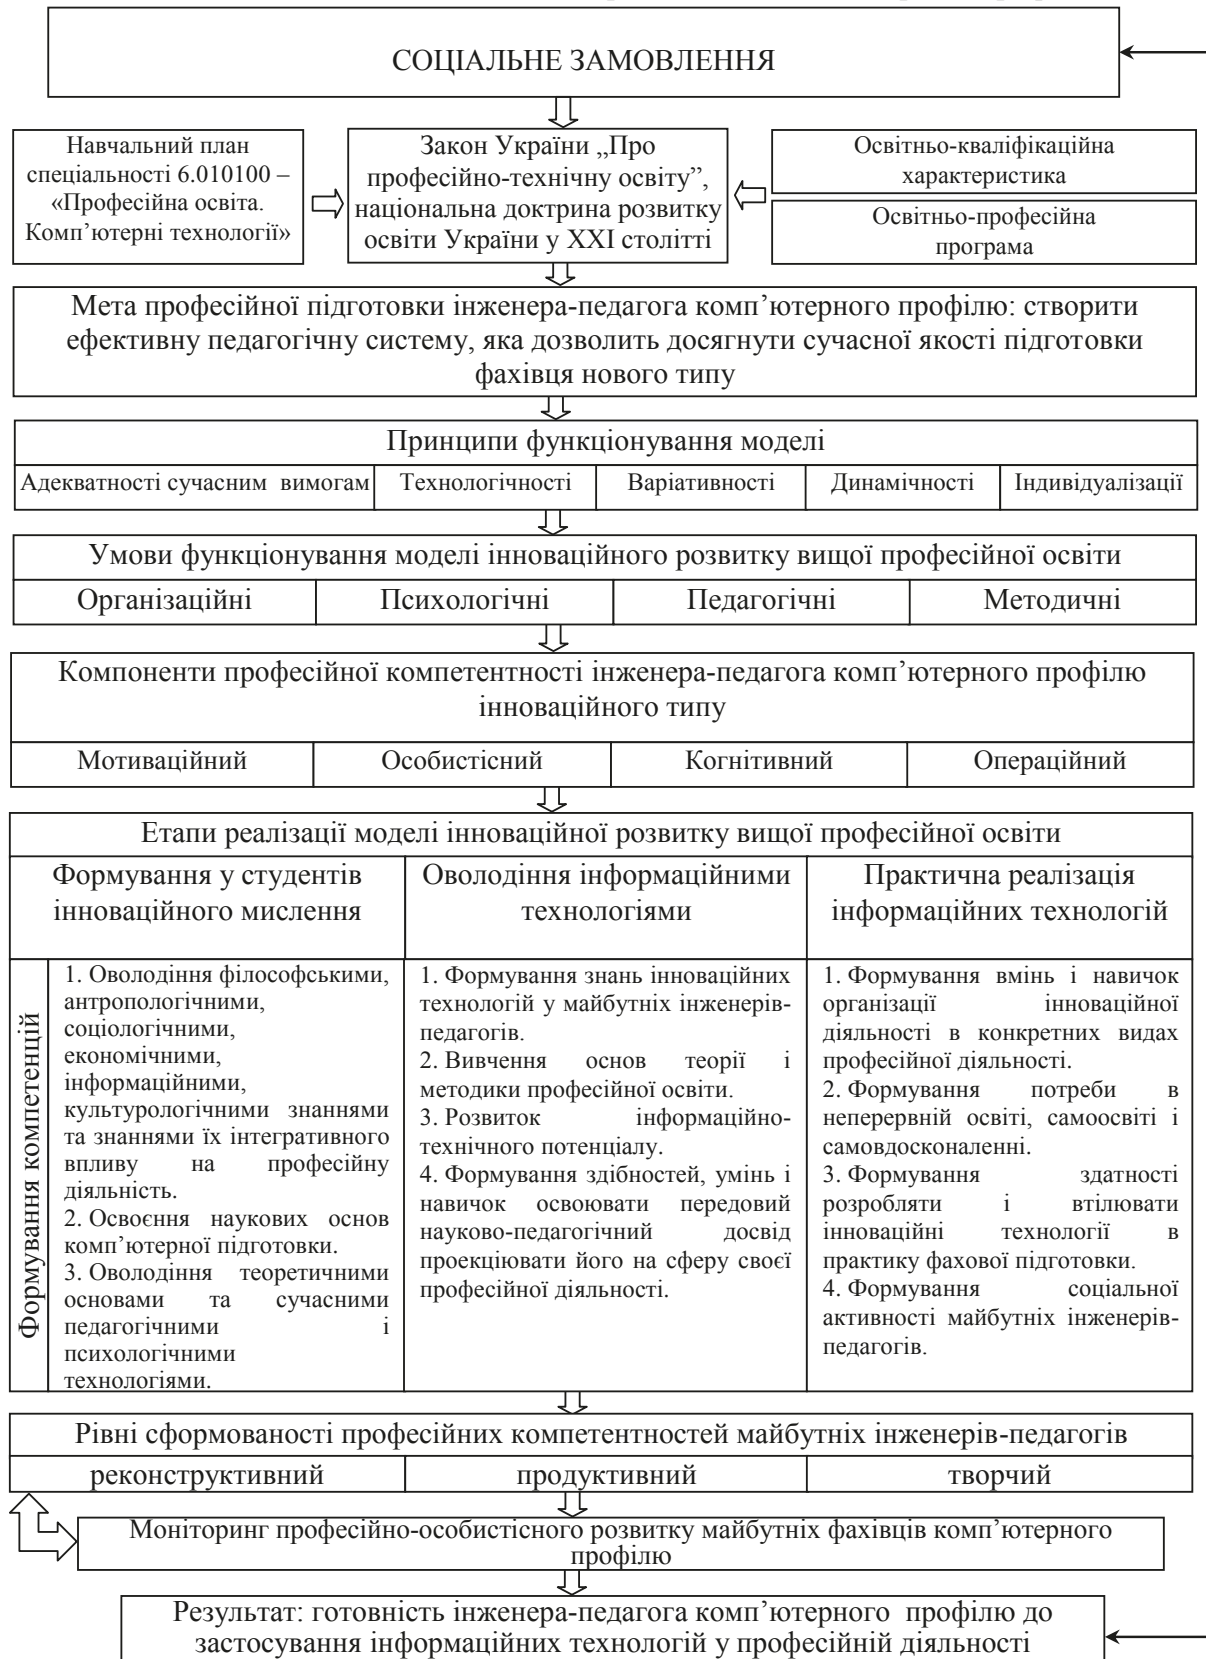 СОЦІАЛЬНЕ ЗАМОВЛЕННЯ
Навчальний план
спеціальності 6.010100 –
«Професійна освіта.
Комп’ютерні технології»
Закон України „Про
професійно-технічну освіту”,
національна доктрина розвитку
освіти України у XXI столітті
Освітньо-кваліфікаційна
характеристика
Освітньо-професійна
програма
Мета професійної підготовки інженера-педагога комп’ютерного профілю: створити
ефективну педагогічну систему, яка дозволить досягнути сучасної якості підготовки
фахівця нового типу
Принципи функціонування моделі
Адекватності сучасним вимогам
Технологічності
Варіативності
Динамічності
Індивідуалізації
Умови функціонування моделі інноваційного розвитку вищої професійної освіти
Організаційні
Психологічні
Педагогічні
Методичні
Компоненти професійної компетентності інженера-педагога комп’ютерного профілю
інноваційного типу
Мотиваційний
Особистісний
Когнітивний
Операційний
Етапи реалізації моделі інноваційної розвитку вищої професійної освіти
Формування у студентів
інноваційного мислення
Оволодіння інформаційними
технологіями
Практична реалізація
інформаційних технологій
Формування компетенцій
1. Оволодіння філософськими,
антропологічними,
соціологічними,
економічними,
інформаційними,
культурологічними знаннями
та знаннями їх інтегративного
впливу на професійну
діяльність.
2. Освоєння наукових основ
комп’ютерної підготовки.
3. Оволодіння теоретичними
основами та сучасними
педагогічними і
психологічними
технологіями.
1. Формування знань інноваційних
технологій у майбутніх інженерів-
педагогів.
2. Вивчення основ теорії і
методики професійної освіти.
3. Розвиток інформаційно-
технічного потенціалу.
4. Формування здібностей, умінь і
навичок освоювати передовий
науково-педагогічний досвід
проекціювати його на сферу своєї
професійної діяльності.
1. Формування вмінь і навичок
організації інноваційної
діяльності в конкретних видах
професійної діяльності.
2. Формування потреби в
неперервній освіті, самоосвіті і
самовдосконаленні.
3. Формування здатності
розробляти і втілювати
інноваційні технології в
практику фахової підготовки.
4. Формування соціальної
активності майбутніх інженерів-
педагогів.
Рівні сформованості професійних компетентностей майбутніх інженерів-педагогів
реконструктивний
продуктивний
творчий
Моніторинг професійно-особистісного розвитку майбутніх фахівців комп’ютерного
профілю
Результат: готовність інженера-педагога комп’ютерного профілю до
застосування інформаційних технологій у професійній діяльності